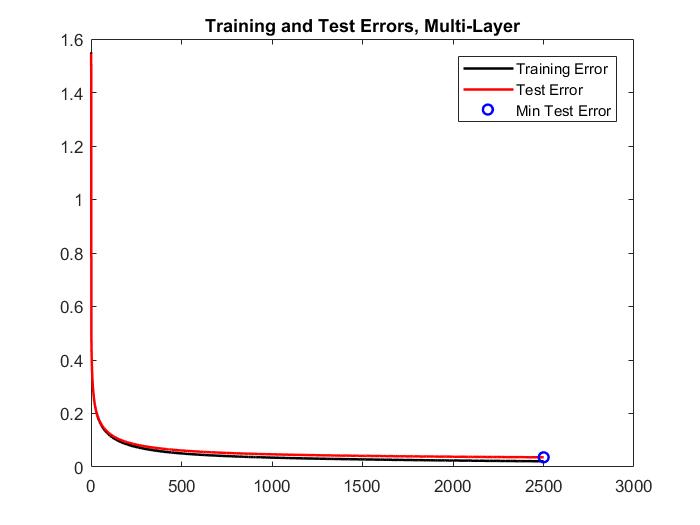 Training and Test Errors, Multi-Layer
1.6
1.4
1.2
1
0.8
0.6
0.4
0.2
0
Training Error
Test Error
Min Test Error
0 500 1000 1500 2000 2500 3000